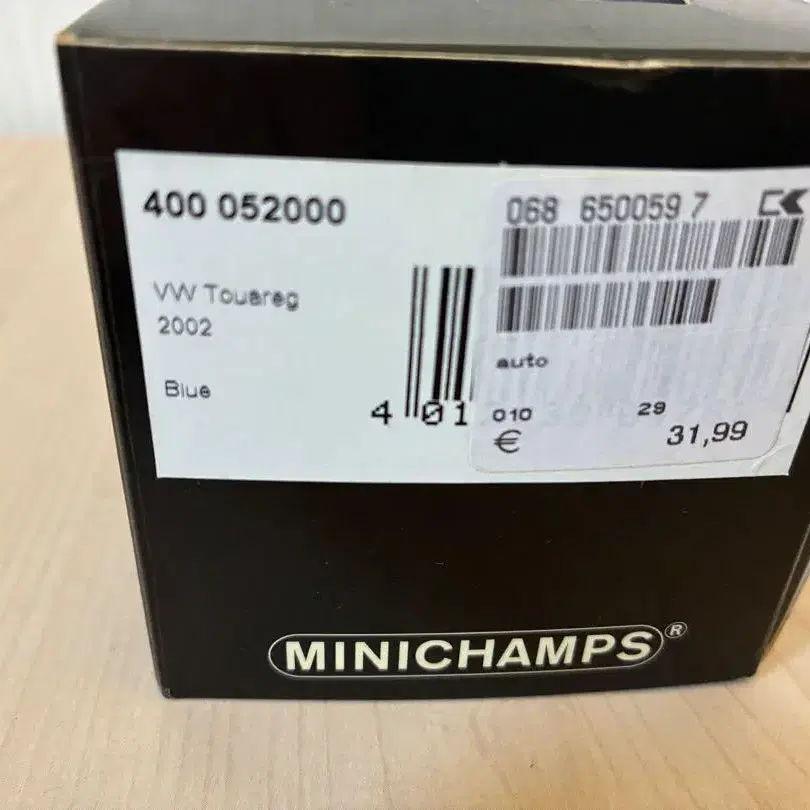 400 052000
VW Touareg
2002
Blue
4 01
068 650059 7
auto
010 29
€ 31,99
MINICHAMPS®